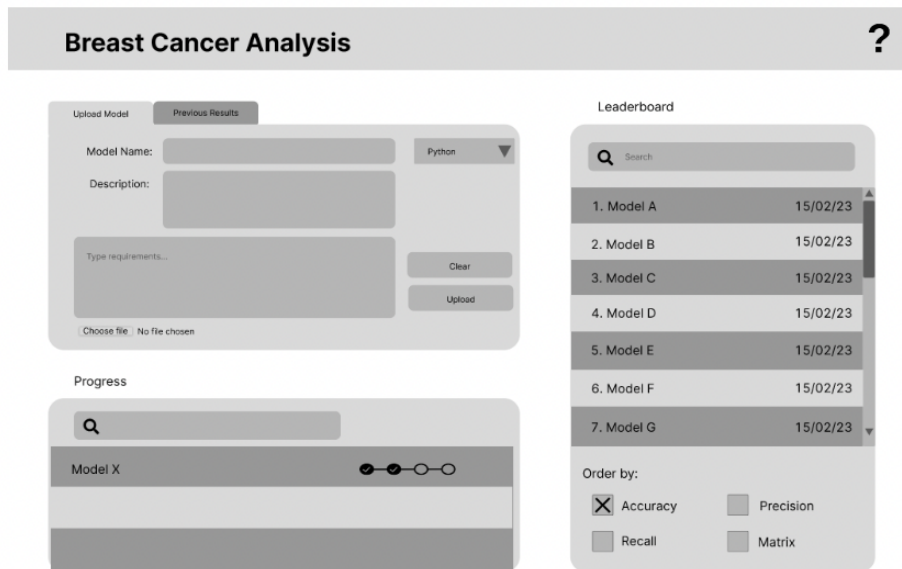 Breast Cancer Analysis
?
Upload Model
Previous Results
Model Name:
Python
Description:
Type requirements...
Clear
Upload
Choose file No file chosen
Progress
Model X
Leaderboard
Search
1. Model A 15/02/23
2. Model B 15/02/23
3. Model C 15/02/23
4. Model D 15/02/23
5. Model E 15/02/23
6. Model F 15/02/23
7. Model G 15/02/23
Order by:
Accuracy
Precision
Recall
Matrix